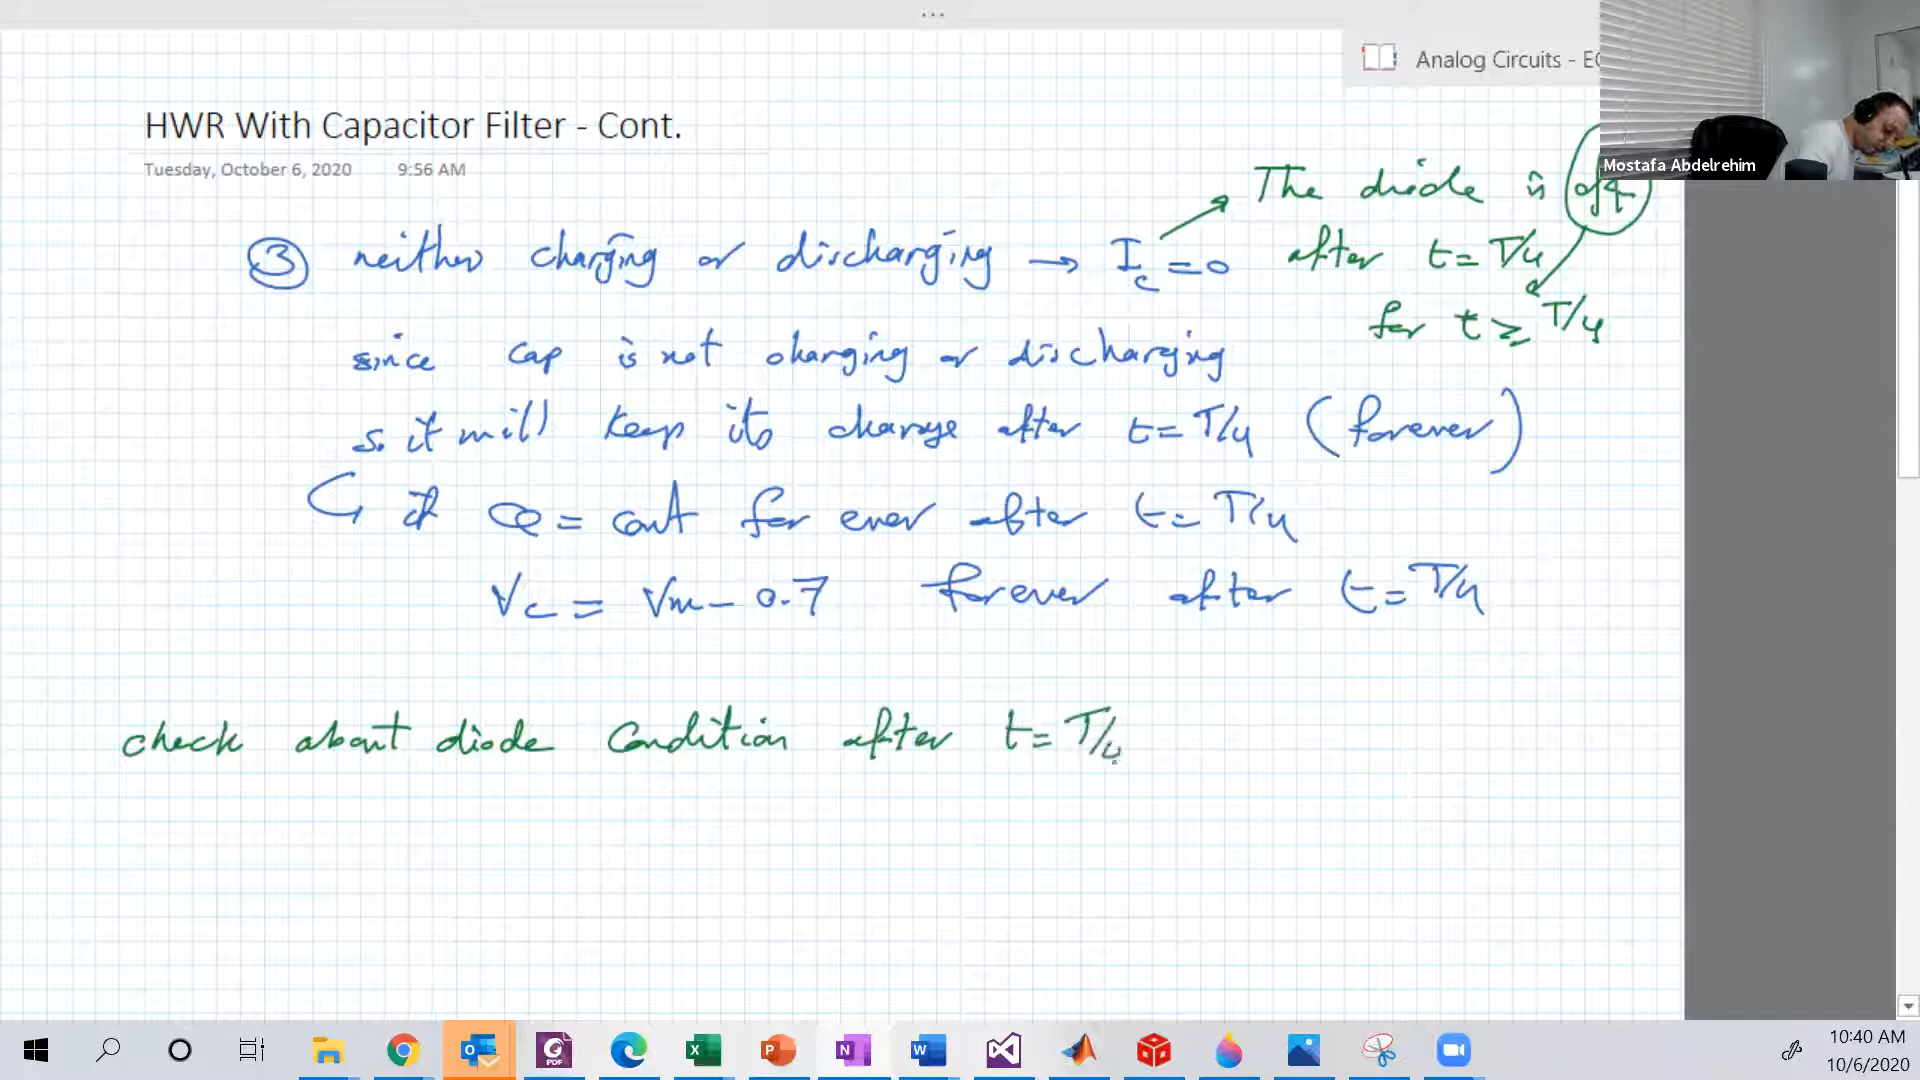 ...
Analog Circuits - EC
HWR With Capacitor Filter - Cont.
Tuesday, October 6, 2020 9:56 AM
Mostafa Abdelrehim
The diode is off
after t = T/4
for t ≥ T/4
③ neither charging or discharging → Ic = 0
since cap is not charging or discharging
so it will keep its charge after t = T/4 (forever)
if Q = cont for ever after t = T/4
Vc = Vm - 0.7 forever after t = T/4
check about diode condition after t = T/4
10:40 AM
10/6/2020